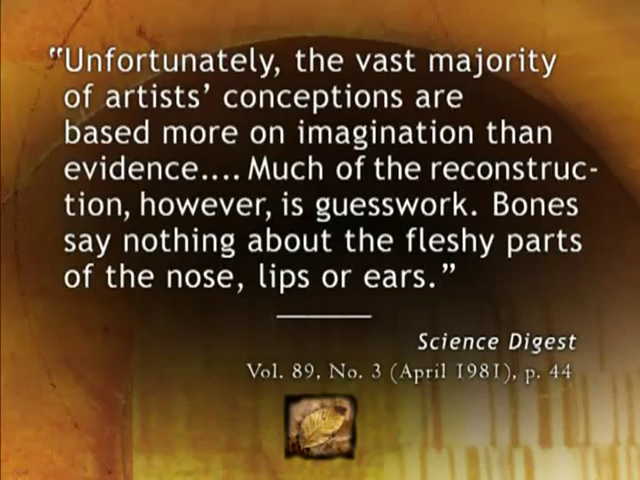 “Unfortunately, the vast majority
of artists’ conceptions are
based more on imagination than
evidence.... Much of the reconstruc-
tion, however, is guesswork. Bones
say nothing about the fleshy parts
of the nose, lips or ears.”
Science Digest
Vol. 89, No. 3 (April 1981), p. 44